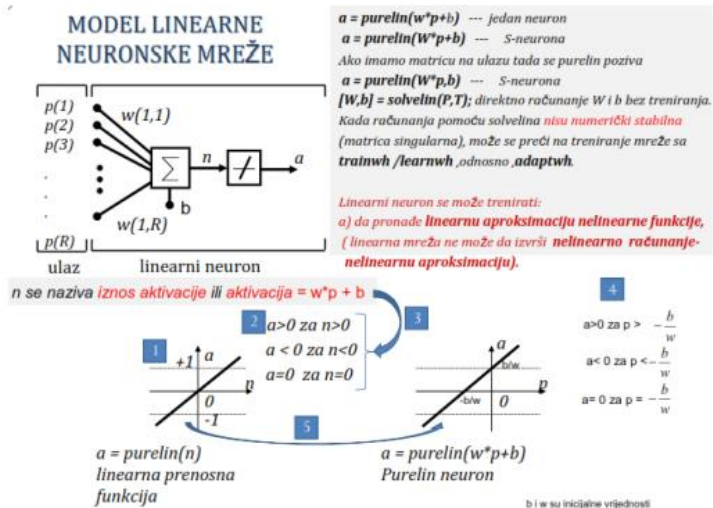 MODEL LINEARNE
NEURONSKE MREŽE
p(1)
p(2)
p(3)
.
.
.
p(R)
w(1,1)
w(1,R)
Σ
n
a
b
ulaz
linearni neuron
a = purelin(w*p+b) --- jedan neuron
a = purelin(W*p+b) --- S-neurona
Ako imamo matricu na ulazu tada se purelin poziva
a = purelin(W*p,b) --- S-neurona
[W,b] = solvelin(P,T); direktno računanje W i b bez treniranja.
Kada računanja pomoću solvelina nisu numerički stabilna
(matrica singularna), može se preći na treniranje mreže sa
trainwh /learnwh ,odnosno ,adaptwh.
Linearni neuron se može trenirati:
a) da pronađe linearnu aproksimaciju nelinearne funkcije,
( linearna mreža ne može da izvrši nelinearno računanje-
nelinearnu aproksimaciju).
n se naziva iznos aktivacije ili aktivacija = w*p + b
1
+1
a
n
0
-1
a = purelin(n)
linearna prenosna
funkcija
2
a>0 za n>0
a < 0 za n<0
a=0 za n=0
3
5
a
b/w
p
-b/w
0
a = purelin(w*p+b)
Purelin neuron
4
a>0 za p > - b/w
a< 0 za p < - b/w
a= 0 za p = - b/w
b i w su inicijalne vrijednosti